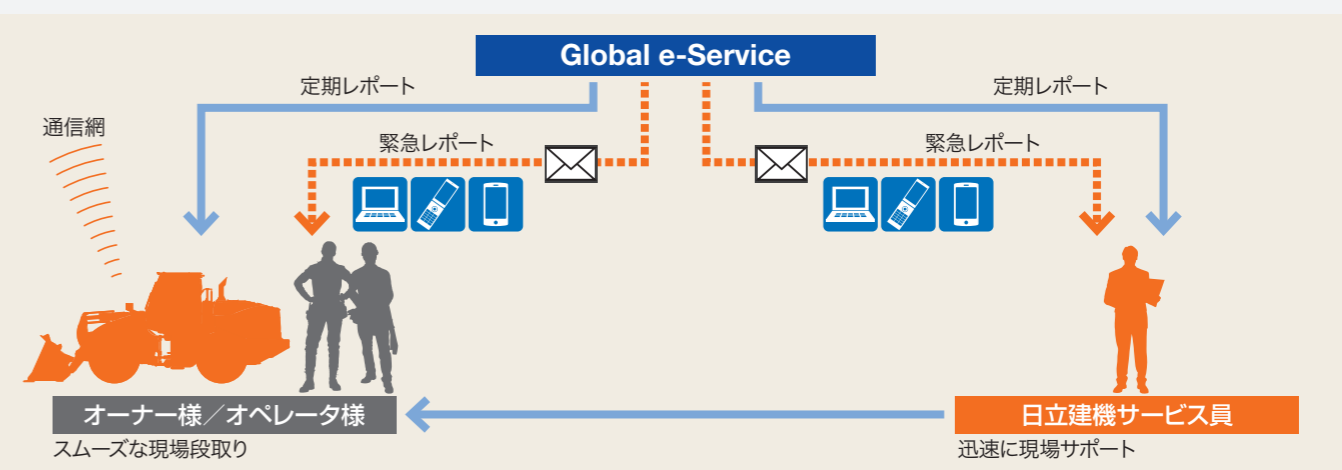 Global e-Service
定期レポート
定期レポート
通信網
緊急レポート
緊急レポート
オーナー様／オペレータ様
日立建機サービス員
スムーズな現場段取り
迅速に現場サポート